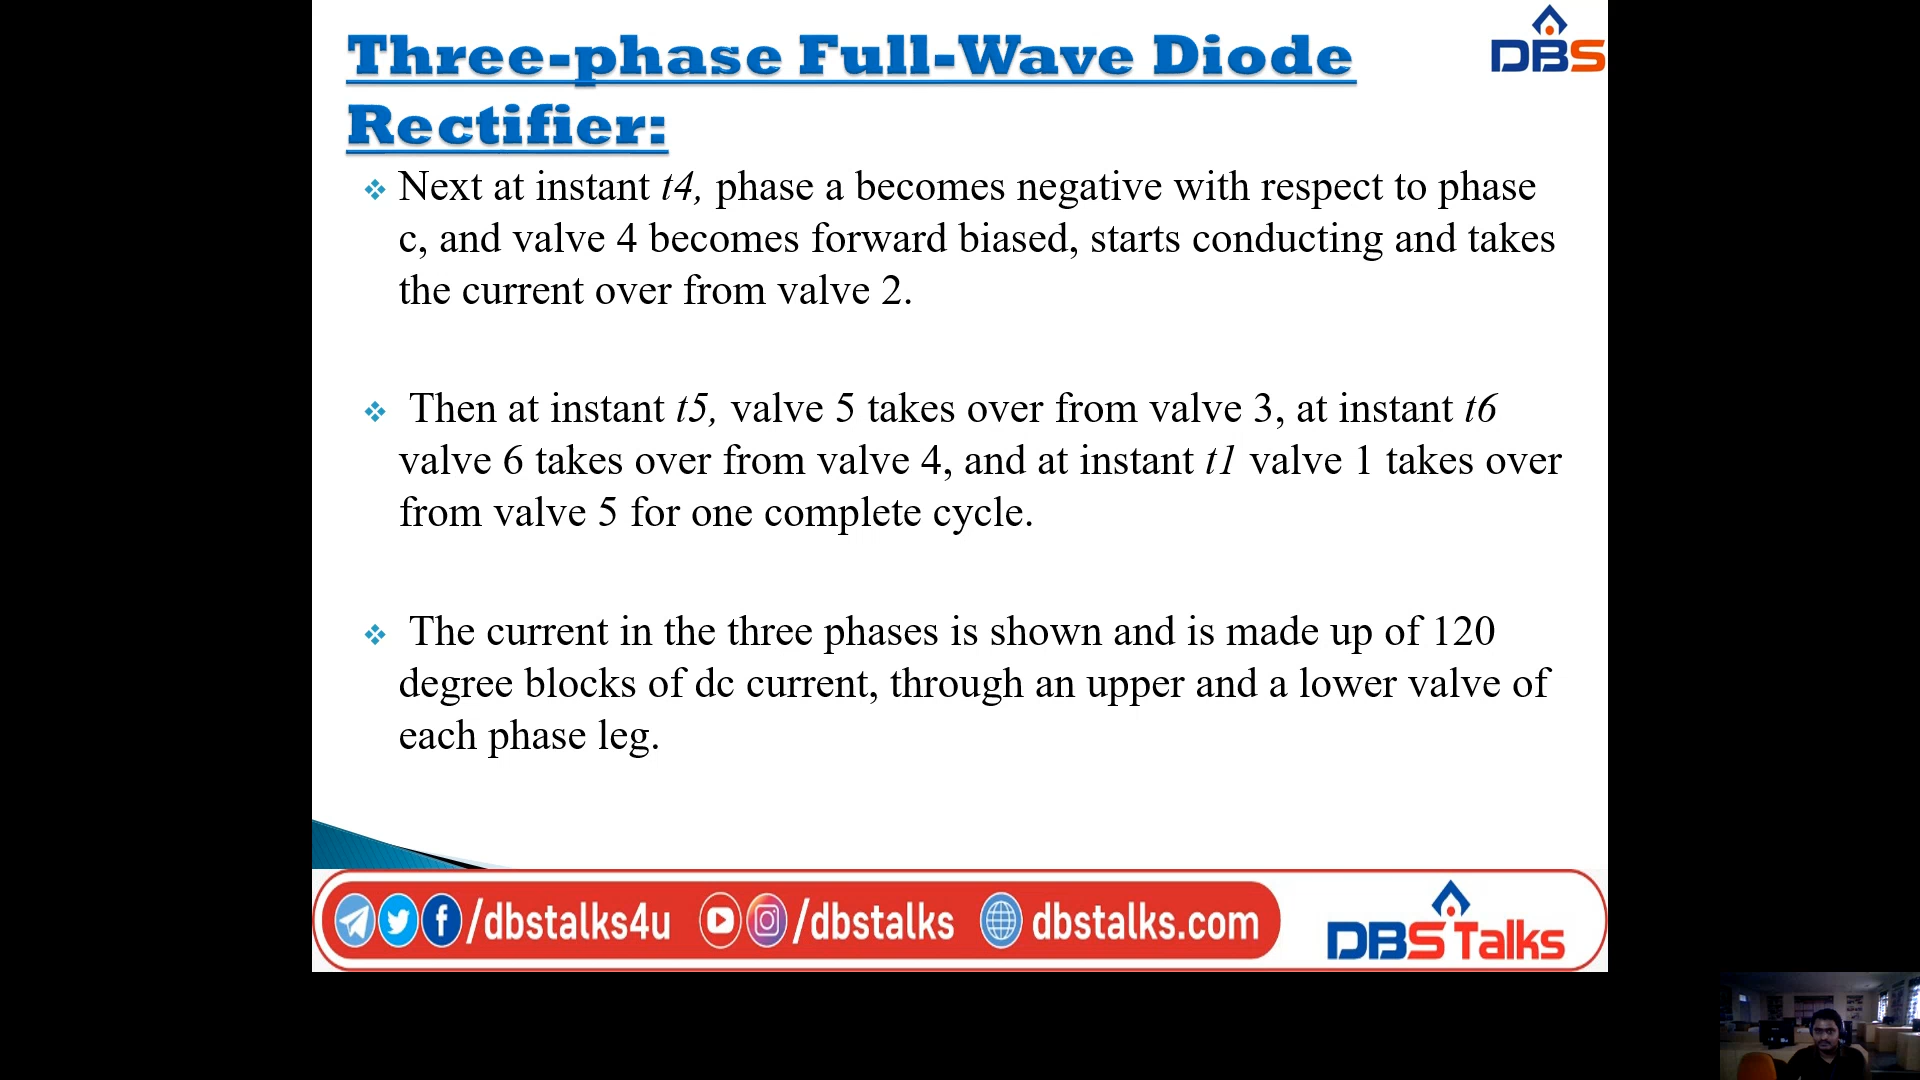 Three-phase Full-Wave Diode
Rectifier:
DBS
Next at instant t4, phase a becomes negative with respect to phase
c, and valve 4 becomes forward biased, starts conducting and takes
the current over from valve 2.
Then at instant t5, valve 5 takes over from valve 3, at instant t6
valve 6 takes over from valve 4, and at instant t1 valve 1 takes over
from valve 5 for one complete cycle.
The current in the three phases is shown and is made up of 120
degree blocks of dc current, through an upper and a lower valve of
each phase leg.
/dbstalks4u /dbstalks dbstalks.com
DBS Talks